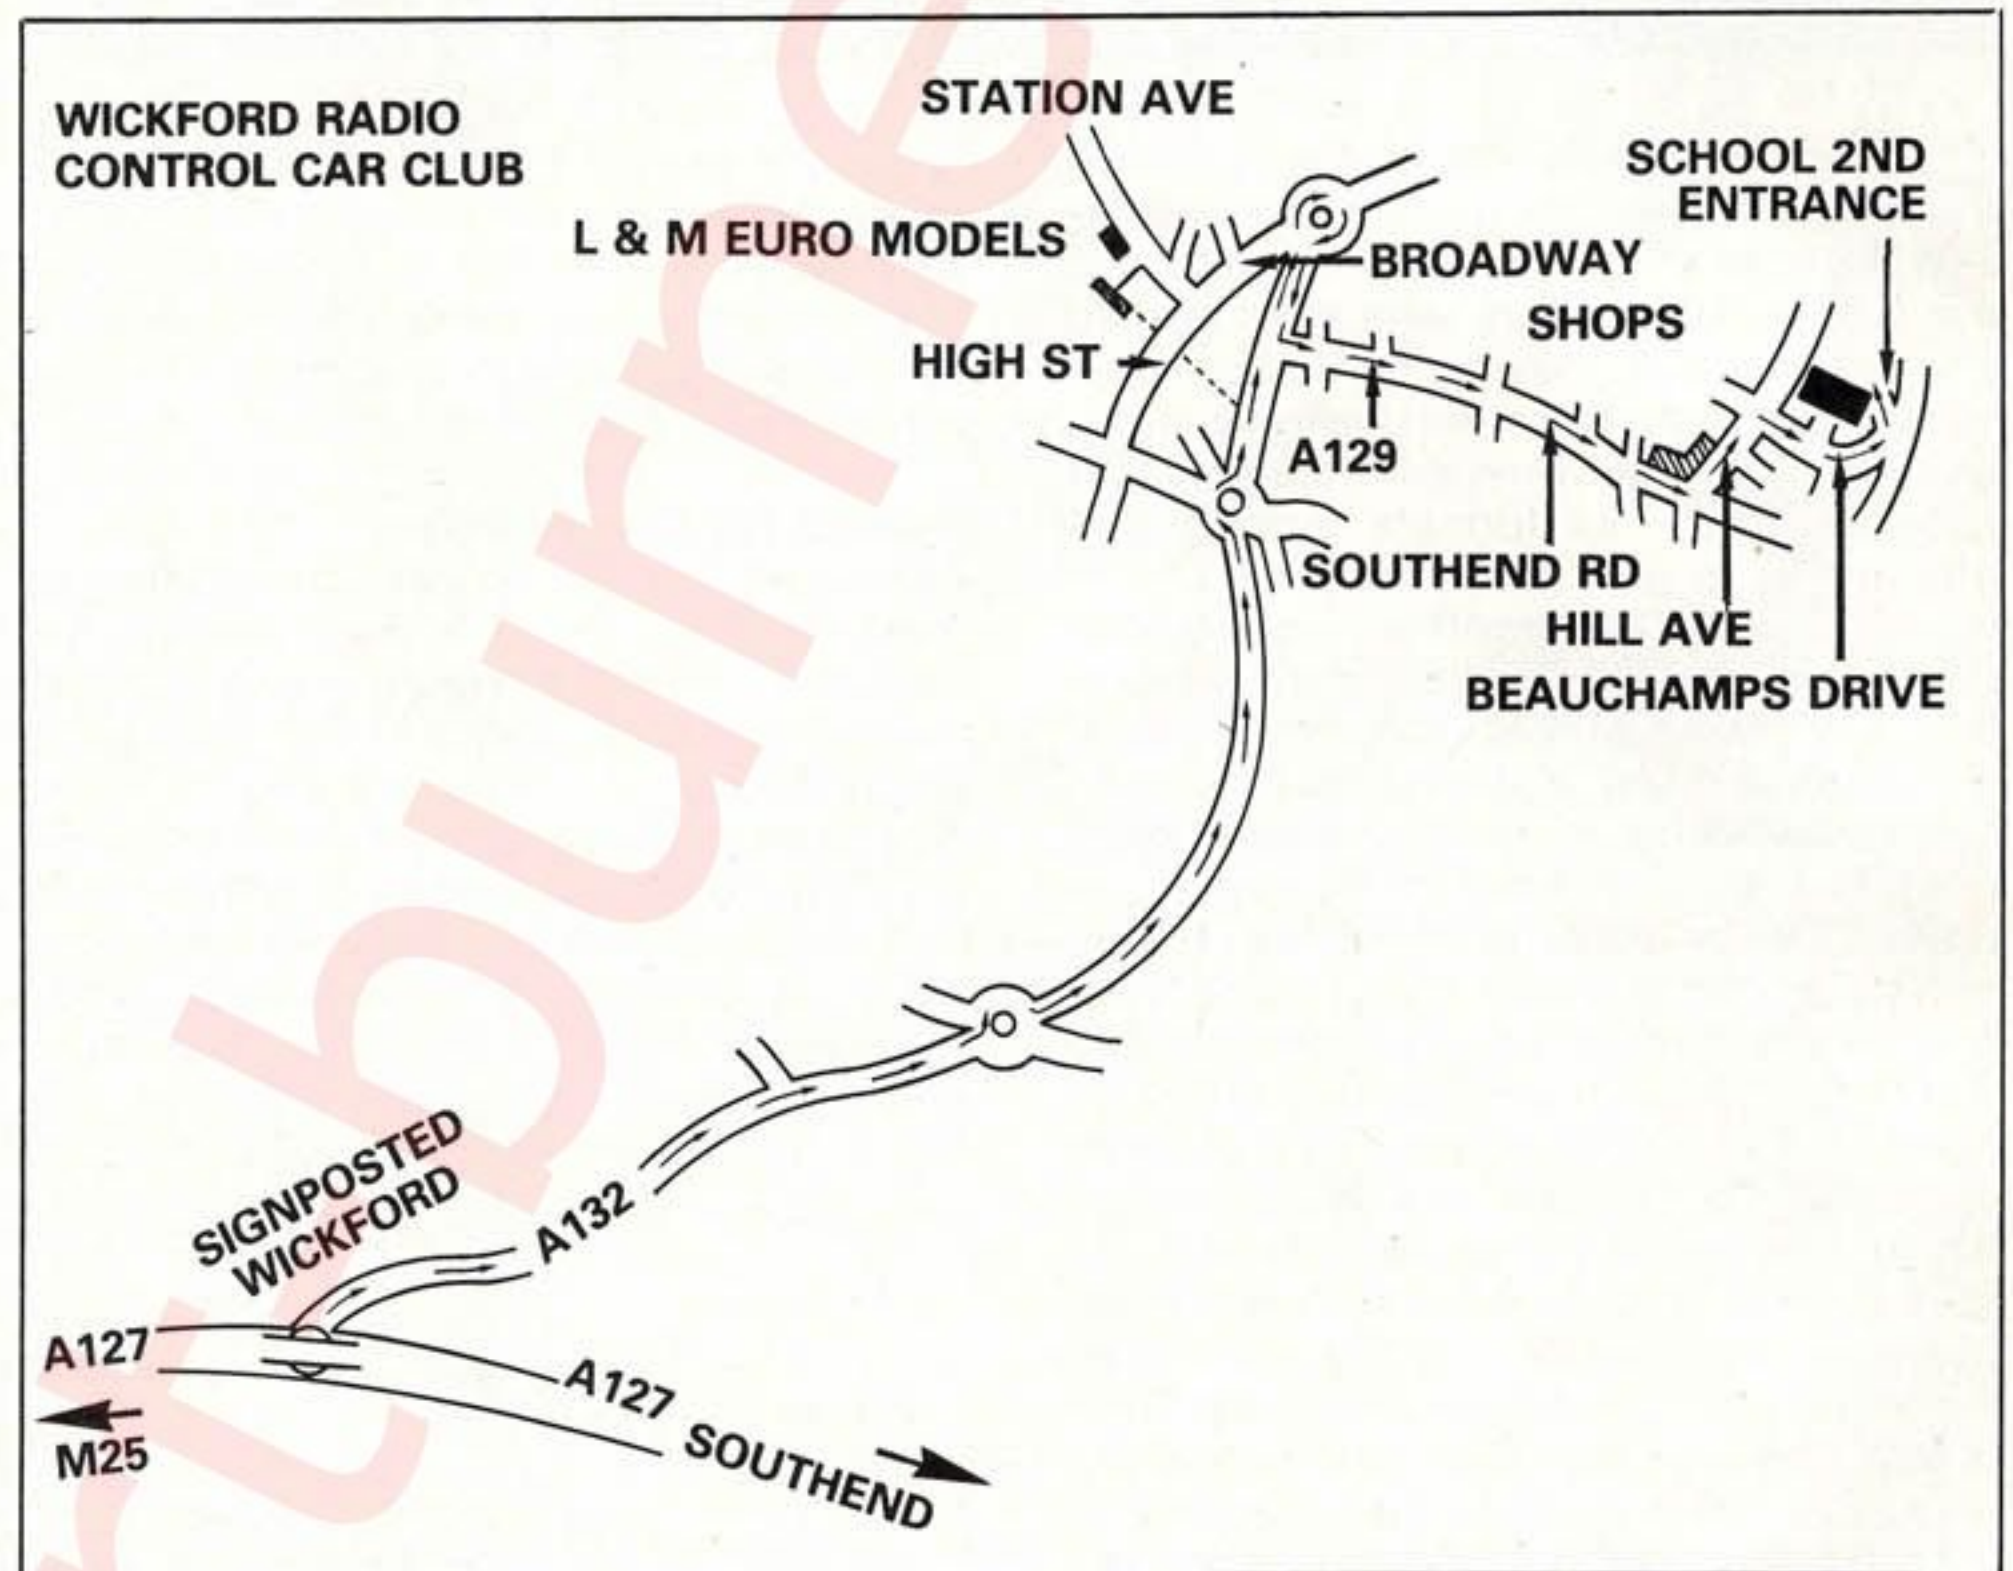 WICKFORD RADIO
CONTROL CAR CLUB
STATION AVE
SCHOOL 2ND
ENTRANCE
L & M EURO MODELS
BROADWAY
SHOPS
HIGH ST
A129
SOUTHEND RD
HILL AVE
BEAUCHAMPS DRIVE
SIGNPOSTED
WICKFORD
A132
A127
A127
M25
SOUTHEND